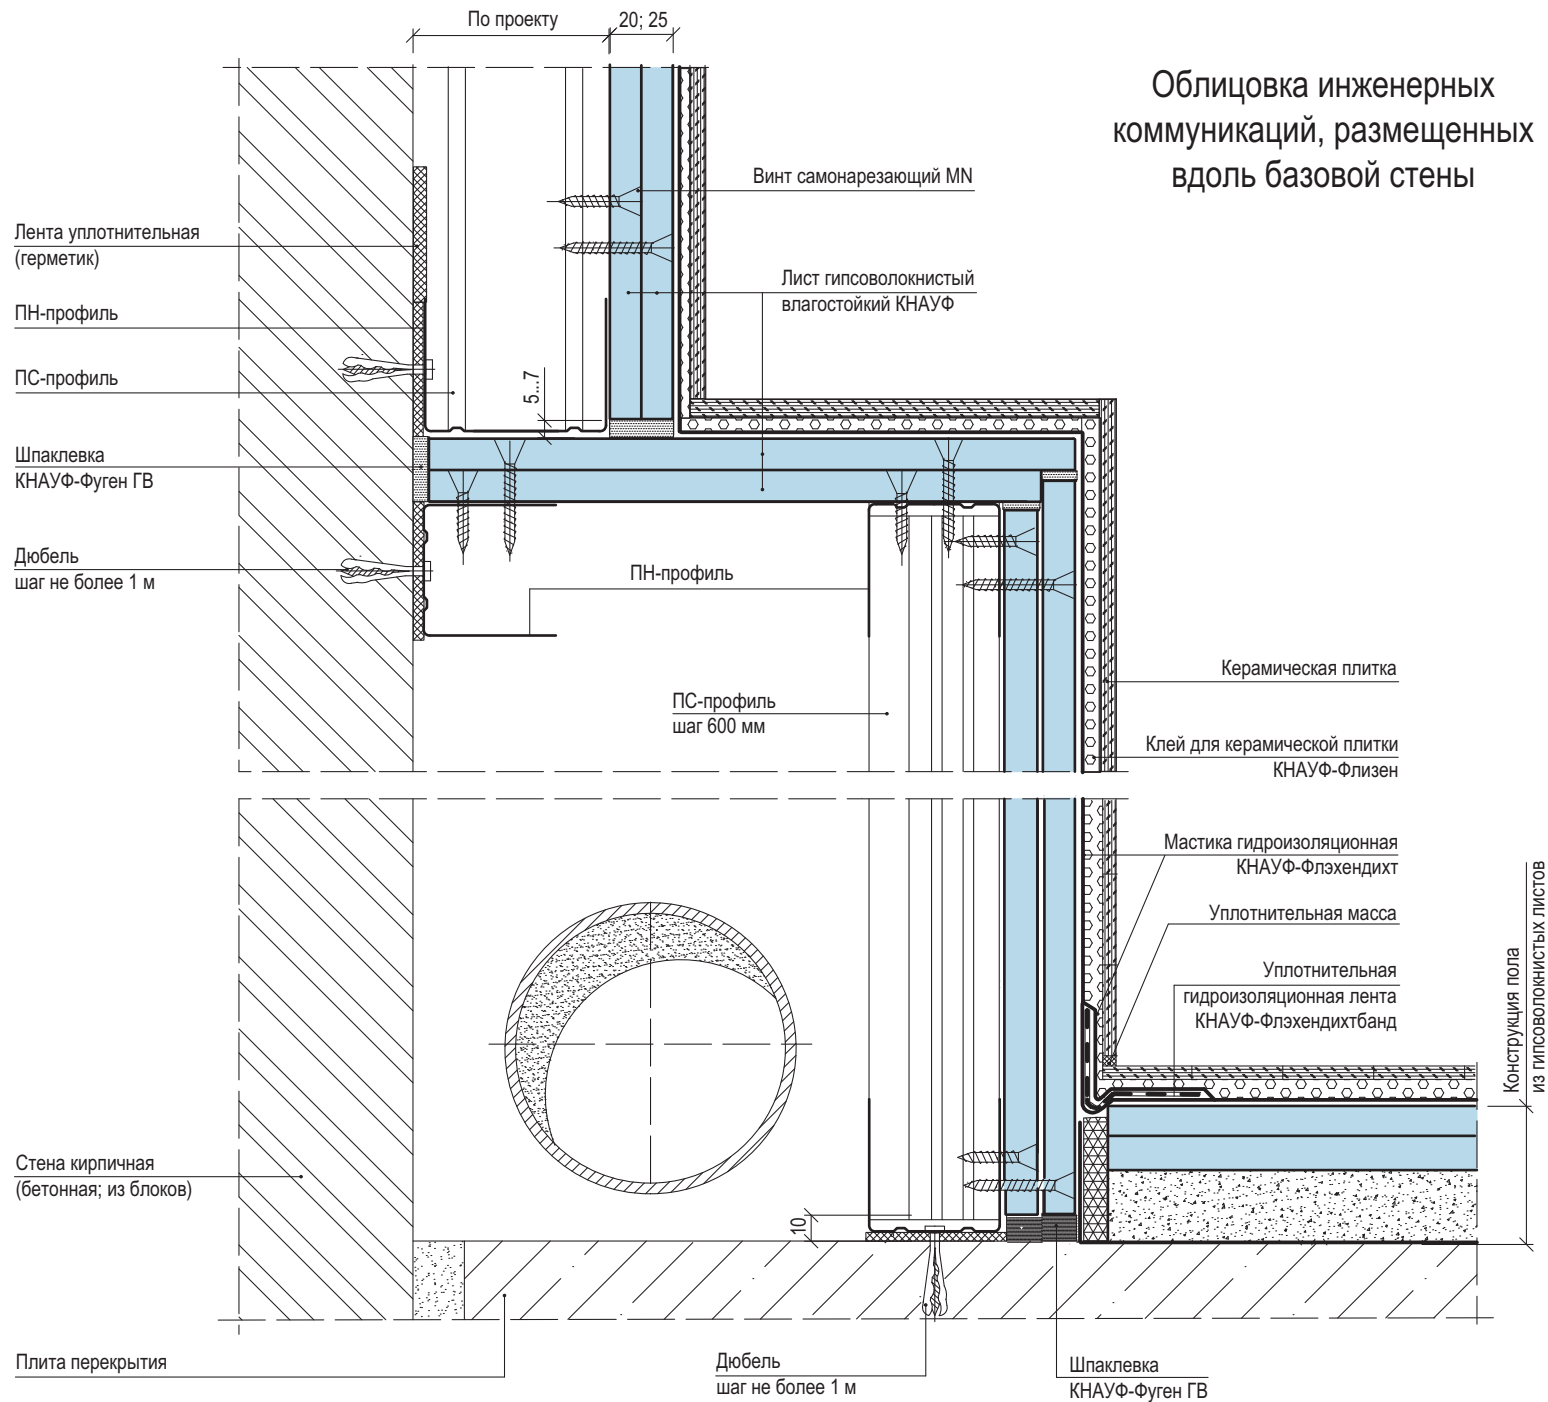 По проекту
20; 25
Облицовка инженерных
коммуникаций, размещенных
вдоль базовой стены
Винт самонарезающий MN
Лента уплотнительная
(герметик)
Лист гипсоволокнистый
влагостойкий КНАУФ
ПН-профиль
ПС-профиль
5...7
Шпаклевка
КНАУФ-Фуген ГВ
Дюбель
шаг не более 1 м
ПН-профиль
Керамическая плитка
ПС-профиль
шаг 600 мм
Клей для керамической плитки
КНАУФ-Флизен
Мастика гидроизоляционная
КНАУФ-Флэхендихт
Уплотнительная масса
Уплотнительная
гидроизоляционная лента
КНАУФ-Флэхендихтбанд
Конструкция пола
из гипсоволокнистых листов
Стена кирпичная
(бетонная; из блоков)
10
Плита перекрытия
Дюбель
шаг не более 1 м
Шпаклевка
КНАУФ-Фуген ГВ